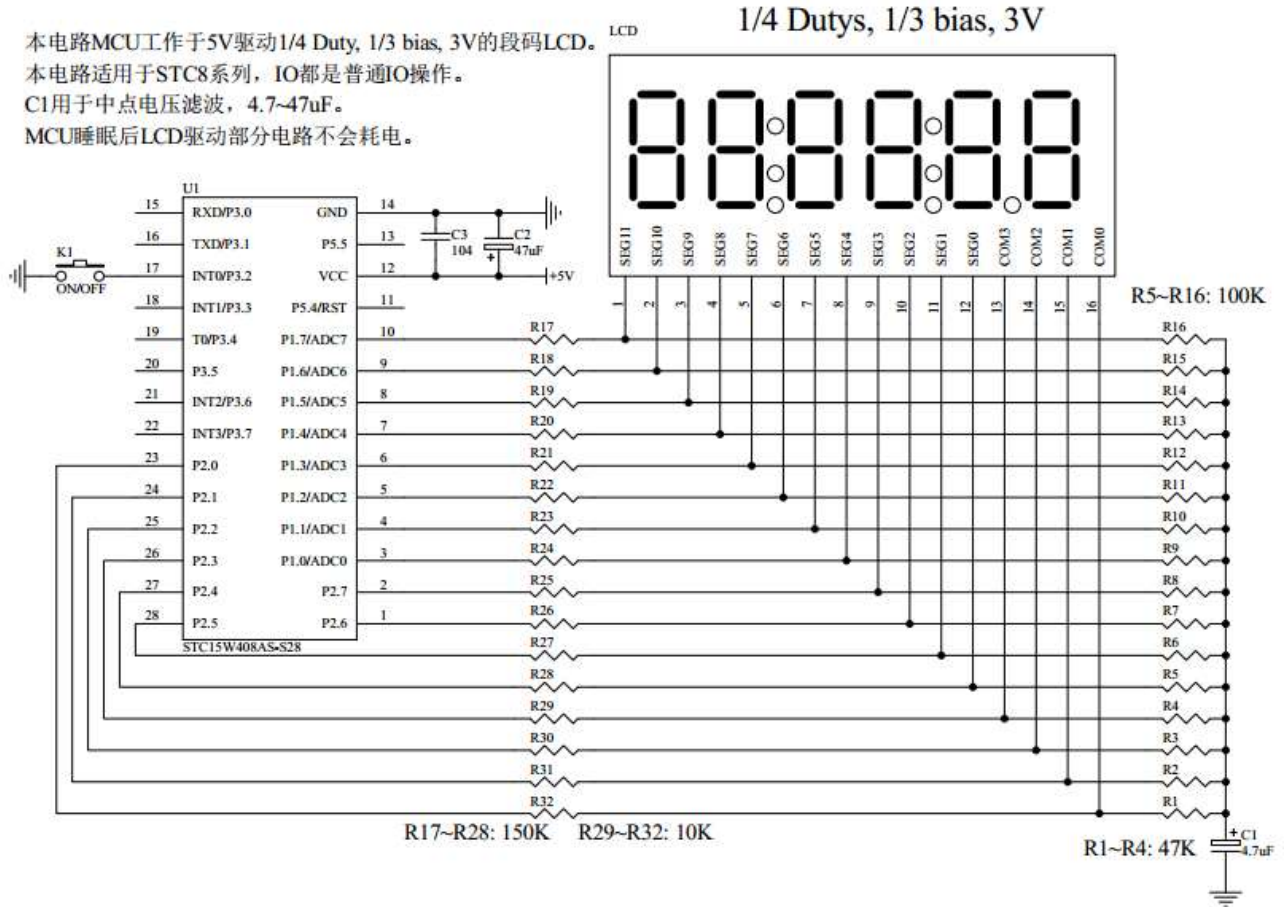 1/4 Dutys, 1/3 bias, 3V
本电路MCU工作于5V驱动1/4 Duty, 1/3 bias, 3V的段码LCD。
本电路适用于STC8系列，IO都是普通IO操作。
C1用于中点电压滤波，4.7~47uF。
MCU睡眠后LCD驱动部分电路不会耗电。
LCD
SEG11 SEG10 SEG9 SEG8 SEG7 SEG6 SEG5 SEG4 SEG3 SEG2 SEG1 SEG0 COM3 COM2 COM1 COM0
1 2 3 4 5 6 7 8 9 10 11 12 13 14 15 16
U1
15 RXD/P3.0 GND 14
16 TXD/P3.1 P5.5 13
17 INT0/P3.2 VCC 12
18 INT1/P3.3 P5.4/RST 11
19 T0/P3.4 P1.7/ADC7 10
20 P3.5 P1.6/ADC6 9
21 INT2/P3.6 P1.5/ADC5 8
22 INT3/P3.7 P1.4/ADC4 7
23 P2.0 P1.3/ADC3 6
24 P2.1 P1.2/ADC2 5
25 P2.2 P1.1/ADC1 4
26 P2.3 P1.0/ADC0 3
27 P2.4 P2.7 2
28 P2.5 P2.6 1
STC15W408AS-S28
K1
ON/OFF
C3
104
C2
+
47uF
+5V
R5~R16: 100K
R17 R16
R18 R15
R19 R14
R20 R13
R21 R12
R22 R11
R23 R10
R24 R9
R25 R8
R26 R7
R27 R6
R28 R5
R29 R4
R30 R3
R31 R2
R32 R1
R17~R28: 150K R29~R32: 10K
R1~R4: 47K
+
C1
4.7uF